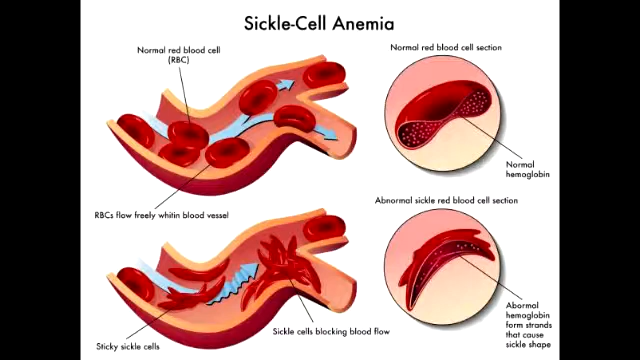 Sickle-Cell Anemia
Normal red blood cell
(RBC)
Normal red blood cell section
Normal
hemoglobin
RBCs flow freely whitin blood vessel
Abnormal sickle red blood cell section
Sticky sickle cells
Sickle cells blocking blood flow
Abormal
hemoglobin
form strands
that cause
sickle shape